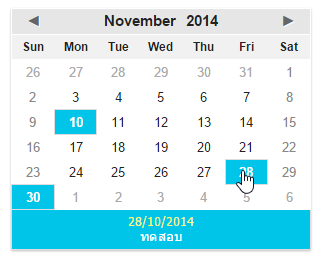 ◀ November 2014 ▶
Sun Mon Tue Wed Thu Fri Sat
26 27 28 29 30 31 1
2 3 4 5 6 7 8
9 10 11 12 13 14 15
16 17 18 19 20 21 22
23 24 25 26 27 28 29
30 1 2 3 4 5 6
28/10/2014
ทดสอบ